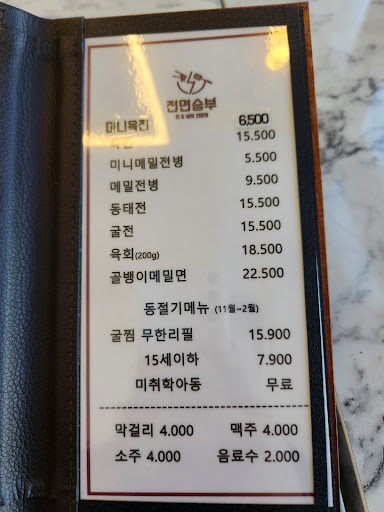 전면승부
미니육전 6,500
육전 15.500
미니메밀전병 5.500
메밀전병 9.500
동태전 15.500
굴전 15.500
육회(200g) 18.500
골뱅이메밀면 22.500
동절기메뉴 (11월~2월)
굴찜 무한리필 15.900
15세이하 7.900
미취학아동 무료
막걸리 4.000 맥주 4.000
소주 4.000 음료수 2.000